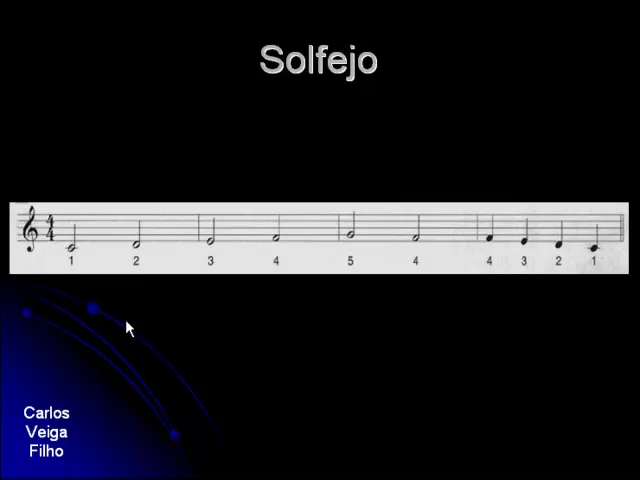 Solfejo
4 4
1 2 3 4 5 4 4 3 2 1
Carlos
Veiga
Filho